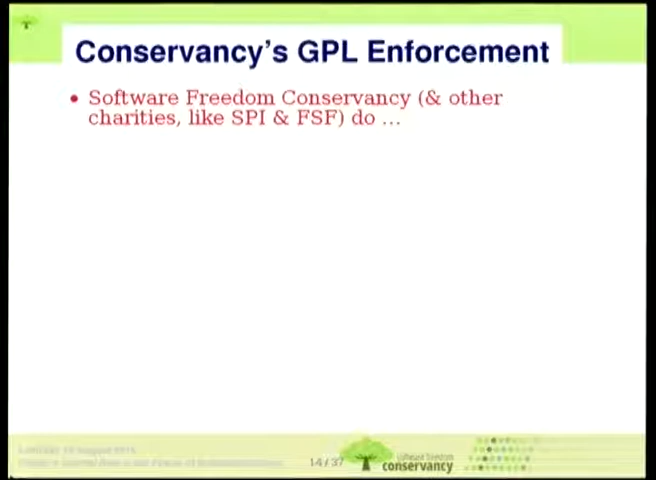 Conservancy's GPL Enforcement
• Software Freedom Conservancy (& other
charities, like SPI & FSF) do …
14 / 37
software freedom
conservancy